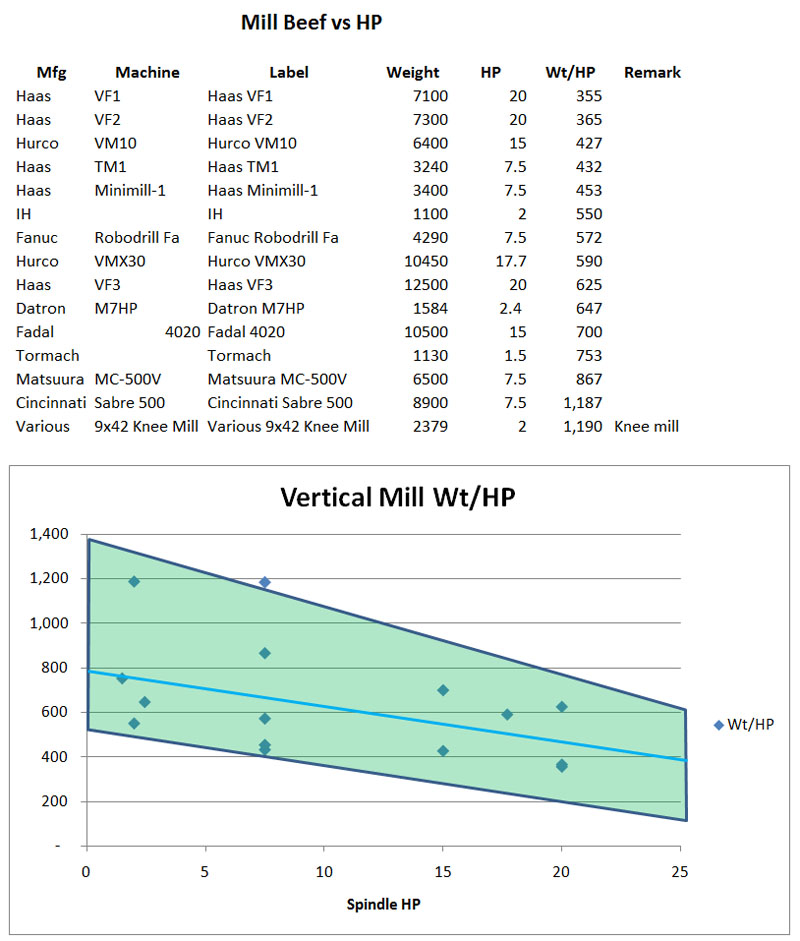 Mill Beef vs HP
Mfg Machine Label Weight HP Wt/HP Remark
Haas VF1 Haas VF1 7100 20 355
Haas VF2 Haas VF2 7300 20 365
Hurco VM10 Hurco VM10 6400 15 427
Haas TM1 Haas TM1 3240 7.5 432
Haas Minimill-1 Haas Minimill-1 3400 7.5 453
IH IH 1100 2 550
Fanuc Robodrill Fa Fanuc Robodrill Fa 4290 7.5 572
Hurco VMX30 Hurco VMX30 10450 17.7 590
Haas VF3 Haas VF3 12500 20 625
Datron M7HP Datron M7HP 1584 2.4 647
Fadal 4020 Fadal 4020 10500 15 700
Tormach Tormach 1130 1.5 753
Matsuura MC-500V Matsuura MC-500V 6500 7.5 867
Cincinnati Sabre 500 Cincinnati Sabre 500 8900 7.5 1,187
Various 9x42 Knee Mill Various 9x42 Knee Mill 2379 2 1,190 Knee mill
Vertical Mill Wt/HP
1,400
1,200
1,000
800
600
400
200
-
0 5 10 15 20 25
Spindle HP
Wt/HP